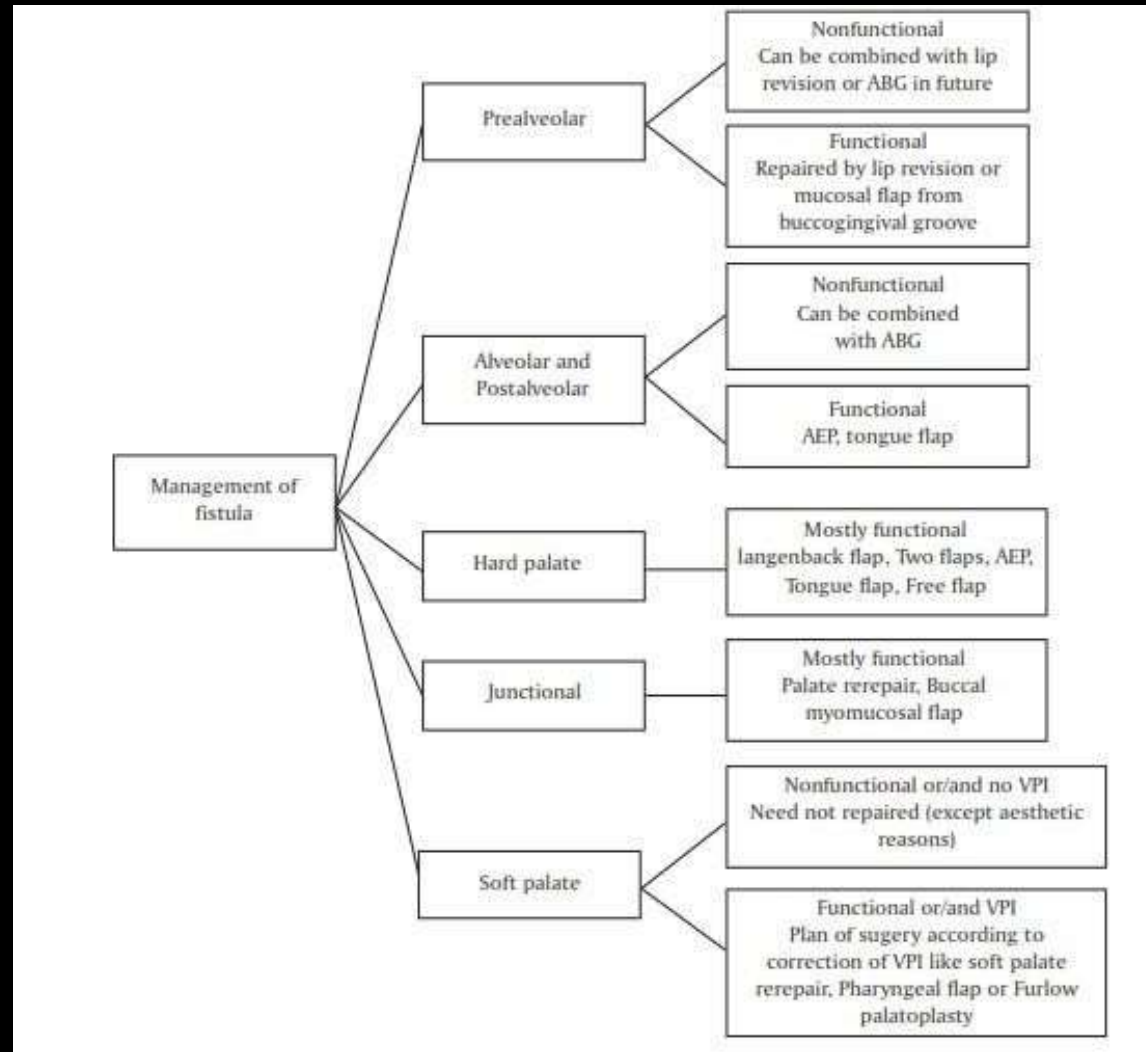 Management of
fistula
Prealveolar
Nonfunctional
Can be combined with lip
revision or ABG in future
Functional
Repaired by lip revision or
mucosal flap from
buccogingival groove
Alveolar and
Postalveolar
Nonfunctional
Can be combined
with ABG
Functional
AEP, tongue flap
Hard palate
Mostly functional
langenback flap, Two flaps, AEP,
Tongue flap, Free flap
Junctional
Mostly functional
Palate rerepair, Buccal
myomucosal flap
Soft palate
Nonfunctional or/and no VPI
Need not repaired (except aesthetic
reasons)
Functional or/and VPI
Plan of sugery according to
correction of VPI like soft palate
rerepair, Pharyngeal flap or Furlow
palatoplasty